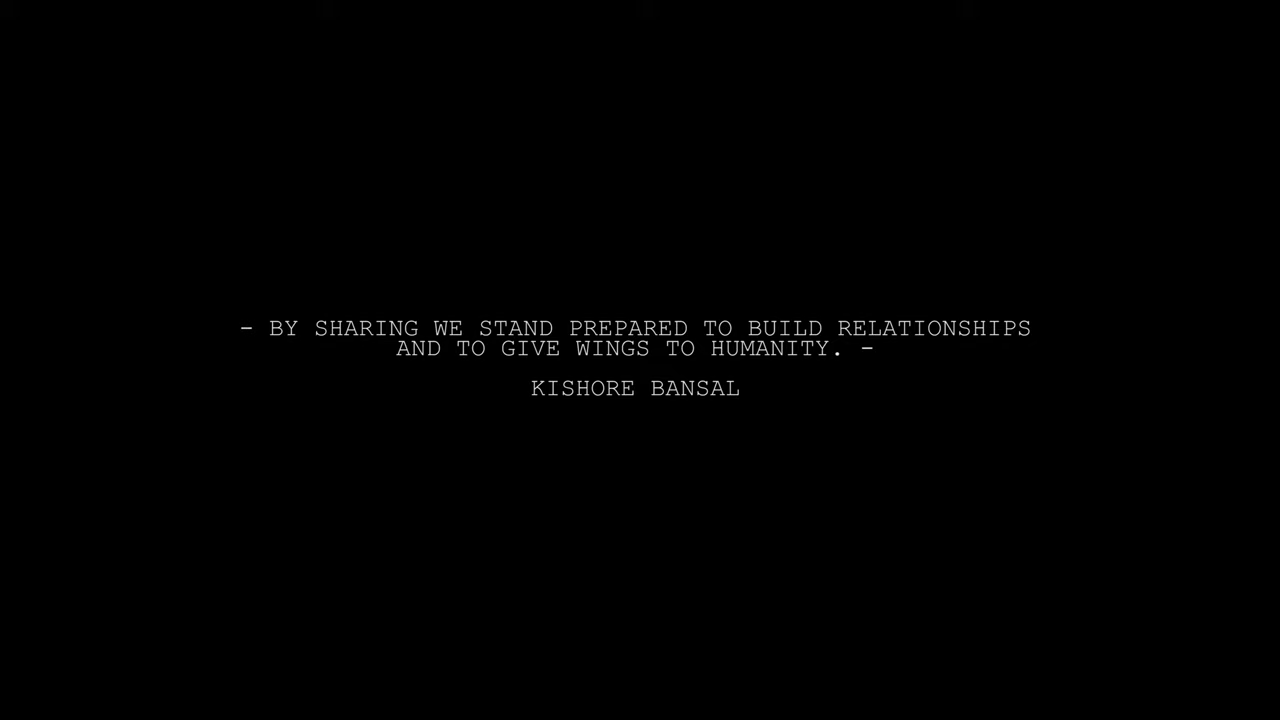 - BY SHARING WE STAND PREPARED TO BUILD RELATIONSHIPS
AND TO GIVE WINGS TO HUMANITY. -
KISHORE BANSAL